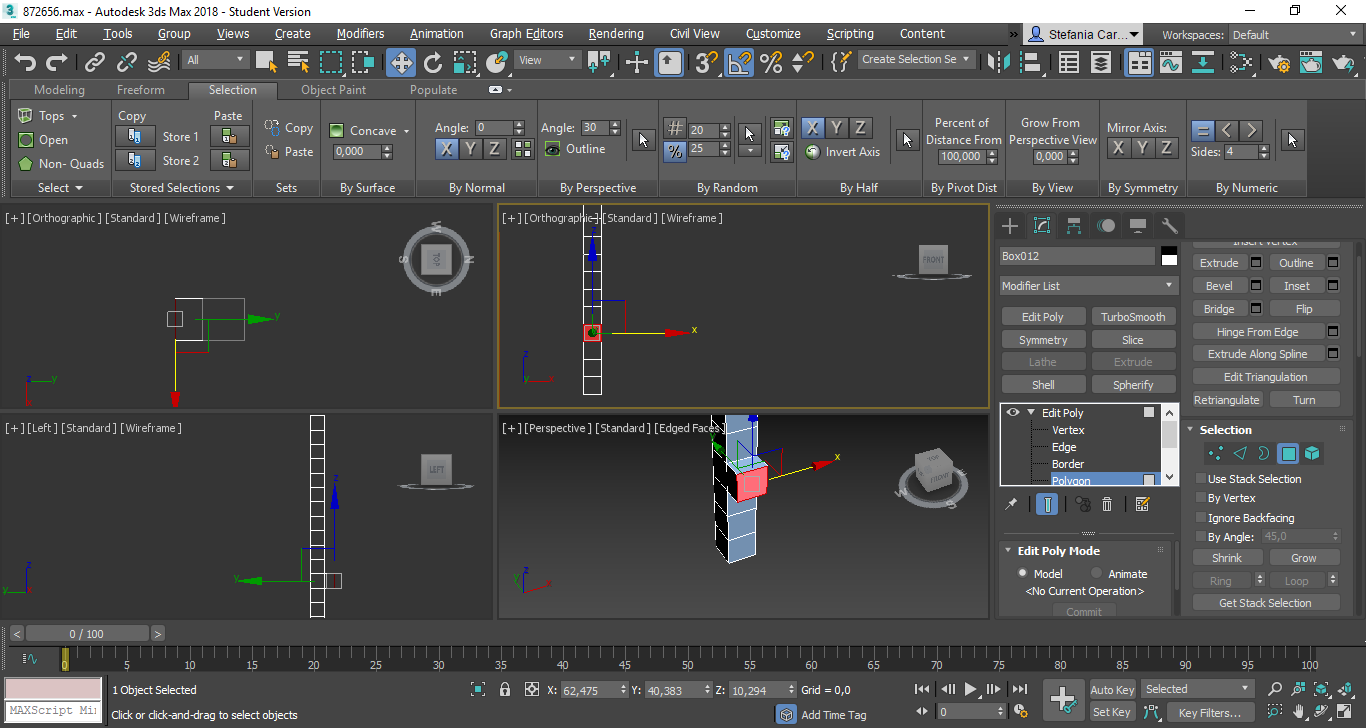 872656.max - Autodesk 3ds Max 2018 - Student Version
File Edit Tools Group Views Create Modifiers Animation Graph Editors Rendering Civil View Customize Scripting Content » Stefania Car... Workspaces: Default
All View 3 Create Selection Se
Modeling Freeform Selection Object Paint Populate
Tops Copy Paste
Open Store 1
Non- Quads Store 2
Copy
Paste
Concave
0,000
Angle: 0
X Y Z
Angle: 30
Outline
# 20
% 25
X Y Z
Invert Axis
Percent of
Distance From
100,000
Grow From
Perspective View
0,000
Mirror Axis:
X Y Z
= < >
Sides: 4
Select Stored Selections Sets By Surface By Normal By Perspective By Random By Half By Pivot Dist By View By Symmetry By Numeric
[+] [Orthographic] [Standard] [Wireframe]
W
S TOP N
E
y
z y
[+] [Orthographic] [Standard] [Wireframe]
FRONT
z
x
z
y
[+] [Left] [Standard] [Wireframe]
LEFT
z
y
z
y
[+] [Perspective] [Standard] [Edged Faces]
TOP
FRONT
W E
S
x
y
z
y x
Box012
Modifier List
Edit Poly TurboSmooth
Symmetry Slice
Lathe Extrude
Shell Spherify
Edit Poly
Vertex
Edge
Border
Polygon
Edit Poly Mode
Model Animate
<No Current Operation>
Commit
Insert Vertex
Extrude Outline
Bevel Inset
Bridge Flip
Hinge From Edge
Extrude Along Spline
Edit Triangulation
Retriangulate Turn
Selection
Use Stack Selection
By Vertex
Ignore Backfacing
By Angle: 45,0
Shrink Grow
Ring Loop
Get Stack Selection
< 0 / 100 >
0 5 10 15 20 25 30 35 40 45 50 55 60 65 70 75 80 85 90 95 100
1 Object Selected X: 62,475 Y: 40,383 Z: 10,294 Grid = 0,0 Auto Key Selected
MAXScript Mi Click or click-and-drag to select objects Add Time Tag 0 Set Key Key Filters...